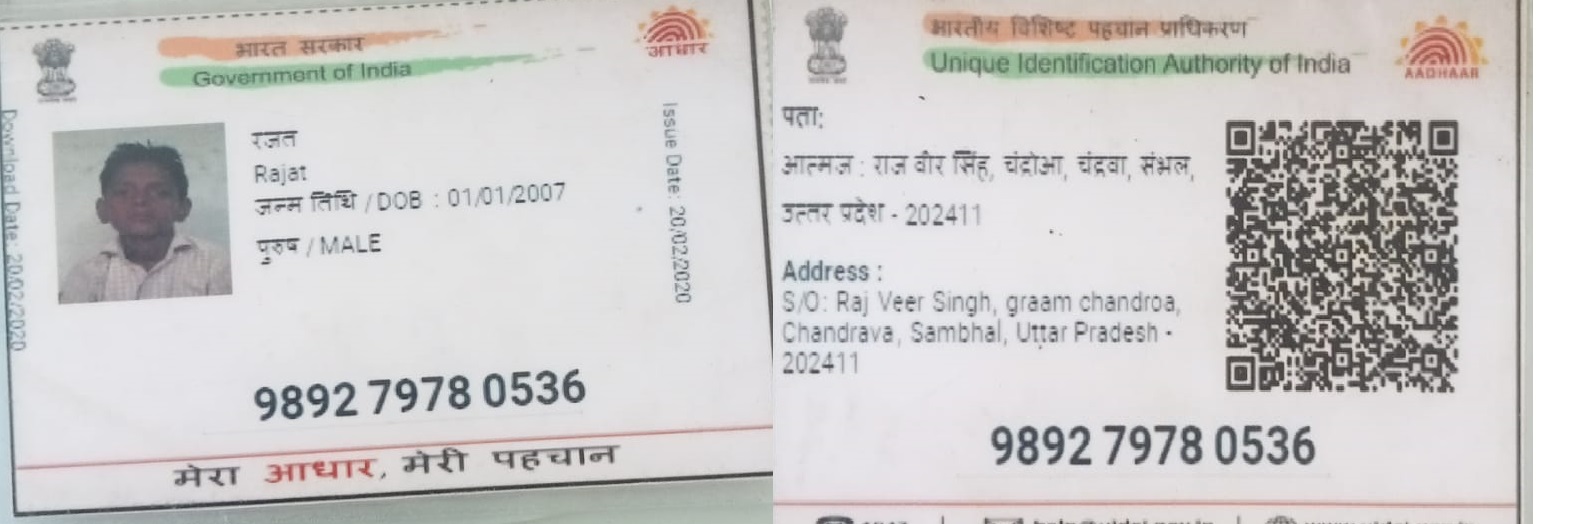 भारत सरकार
Government of India
आधार
Download Date: 20/02/2020
रजत
Rajat
जन्म तिथि / DOB : 01/01/2007
पुरुष / MALE
Issue Date: 20/02/2020
9892 7978 0536
मेरा आधार, मेरी पहचान
भारतीय विशिष्ट पहचान प्राधिकरण
Unique Identification Authority of India
AADHAAR
पता:
आत्मज : राज वीर सिंह, चंद्रोआ, चंद्रवा, संभल,
उत्तर प्रदेश - 202411
Address :
S/O: Raj Veer Singh, graam chandroa,
Chandrava, Sambhal, Uttar Pradesh -
202411
9892 7978 0536